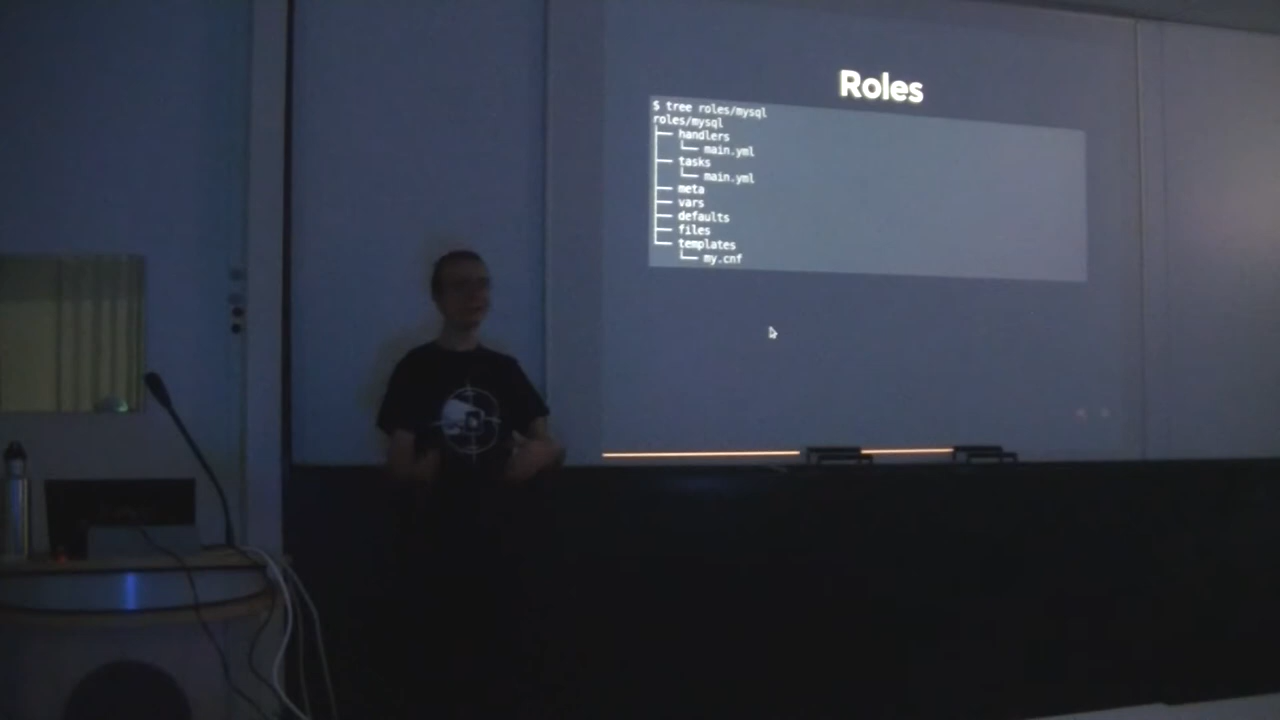 Roles
$ tree roles/mysql
roles/mysql
├── handlers
│   └── main.yml
├── tasks
│   └── main.yml
├── meta
├── vars
├── defaults
├── files
└── templates
    └── my.cnf